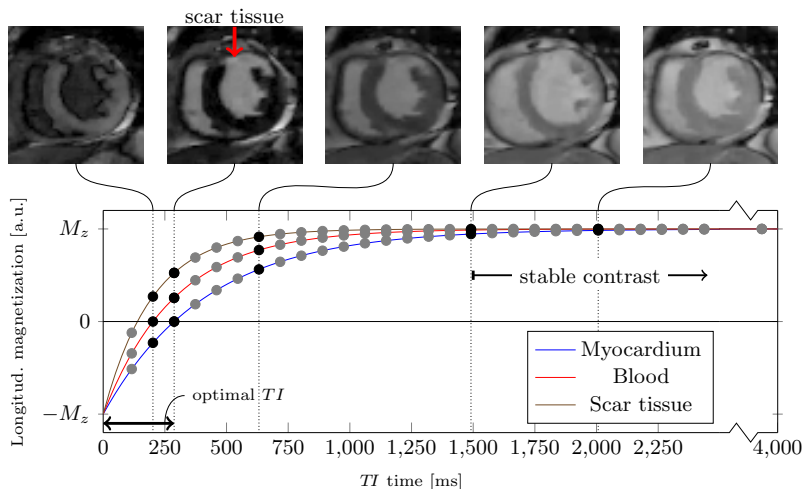 scar tissue
Longitud. magnetization [a.u.]
M_z
0
−M_z
stable contrast
optimal TI
Myocardium
Blood
Scar tissue
0 250 500 750 1,000 1,250 1,500 1,750 2,000 2,250 4,000
TI time [ms]